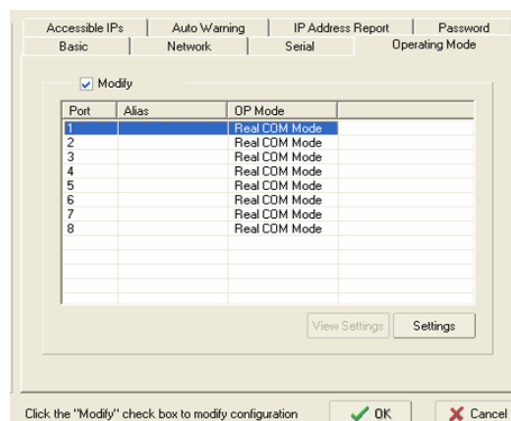 Accessible IPs Auto Warning IP Address Report Password
Basic Network Serial Operating Mode
Modify
Port Alias OP Mode
1 Real COM Mode
2 Real COM Mode
3 Real COM Mode
4 Real COM Mode
5 Real COM Mode
6 Real COM Mode
7 Real COM Mode
8 Real COM Mode
View Settings Settings
Click the "Modify" check box to modify configuration OK Cancel